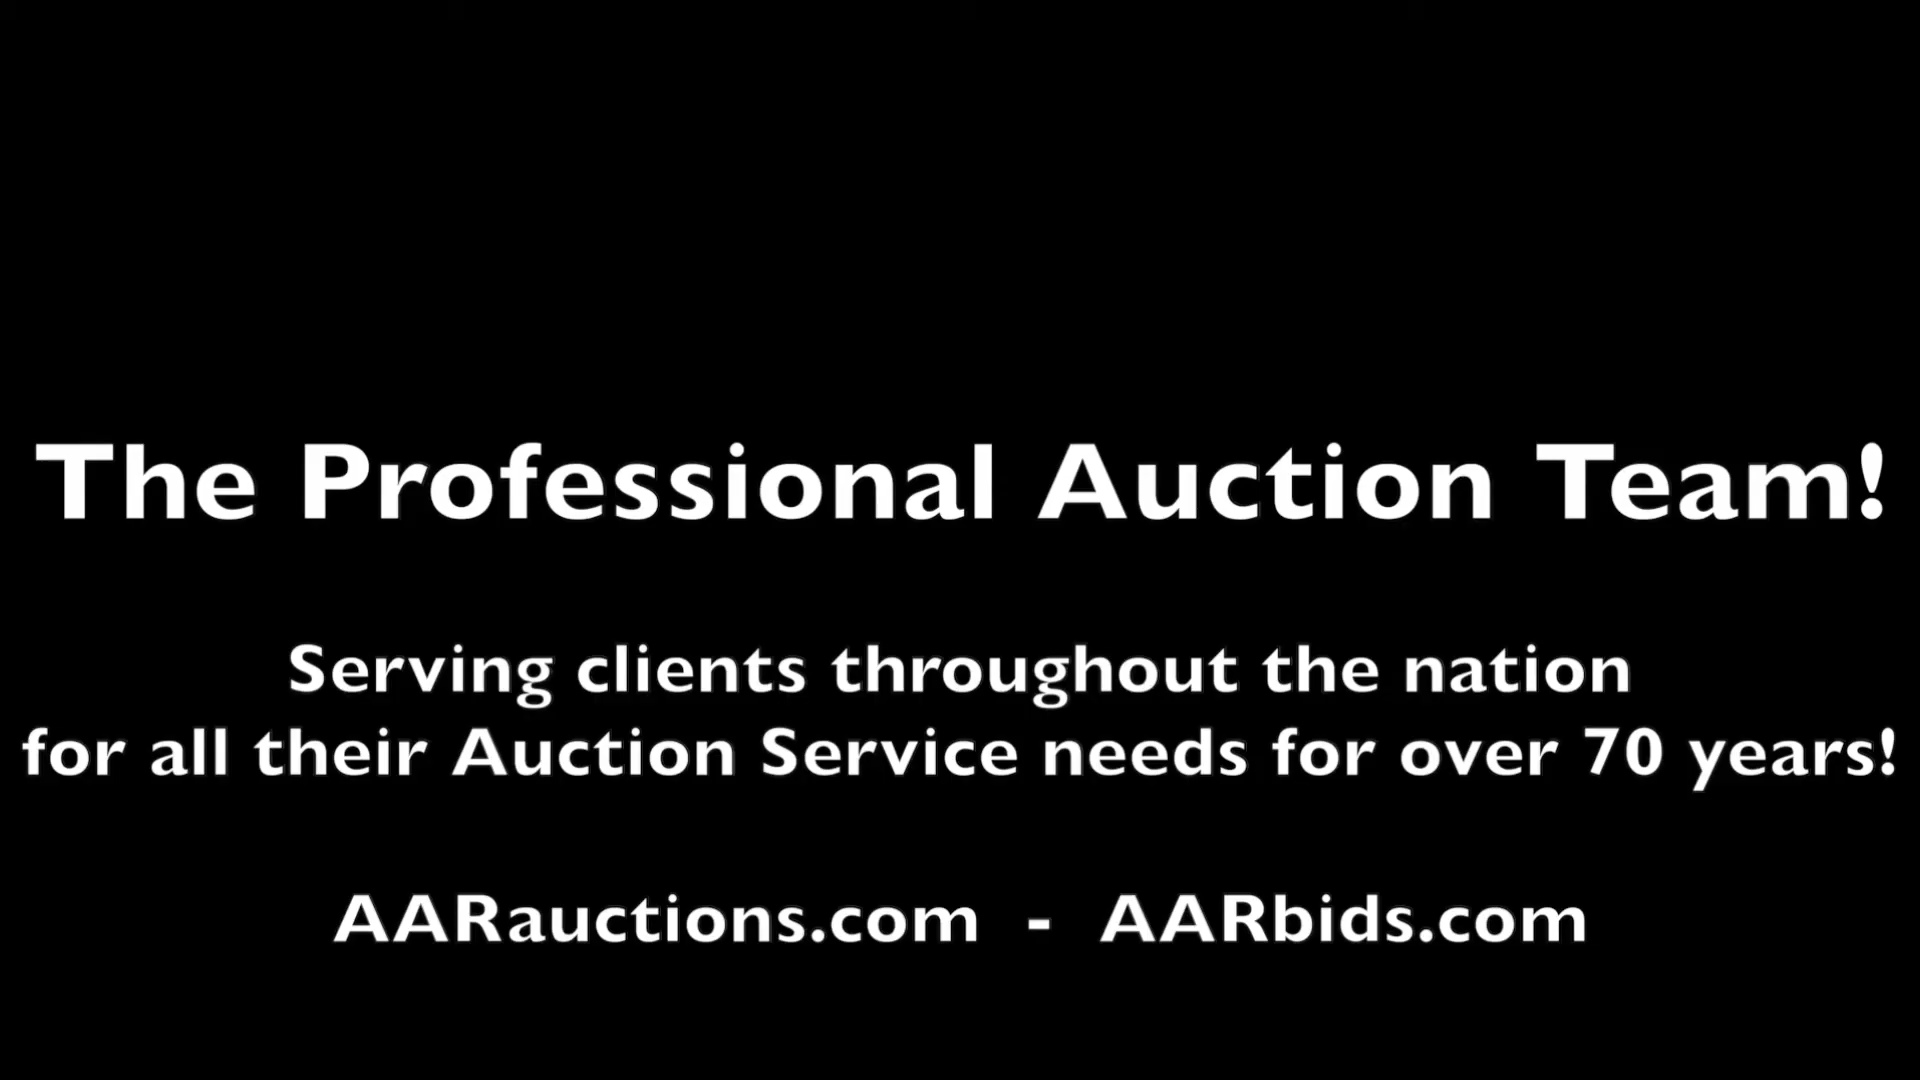 The Professional Auction Team!
Serving clients throughout the nation
for all their Auction Service needs for over 70 years!
AARauctions.com - AARbids.com